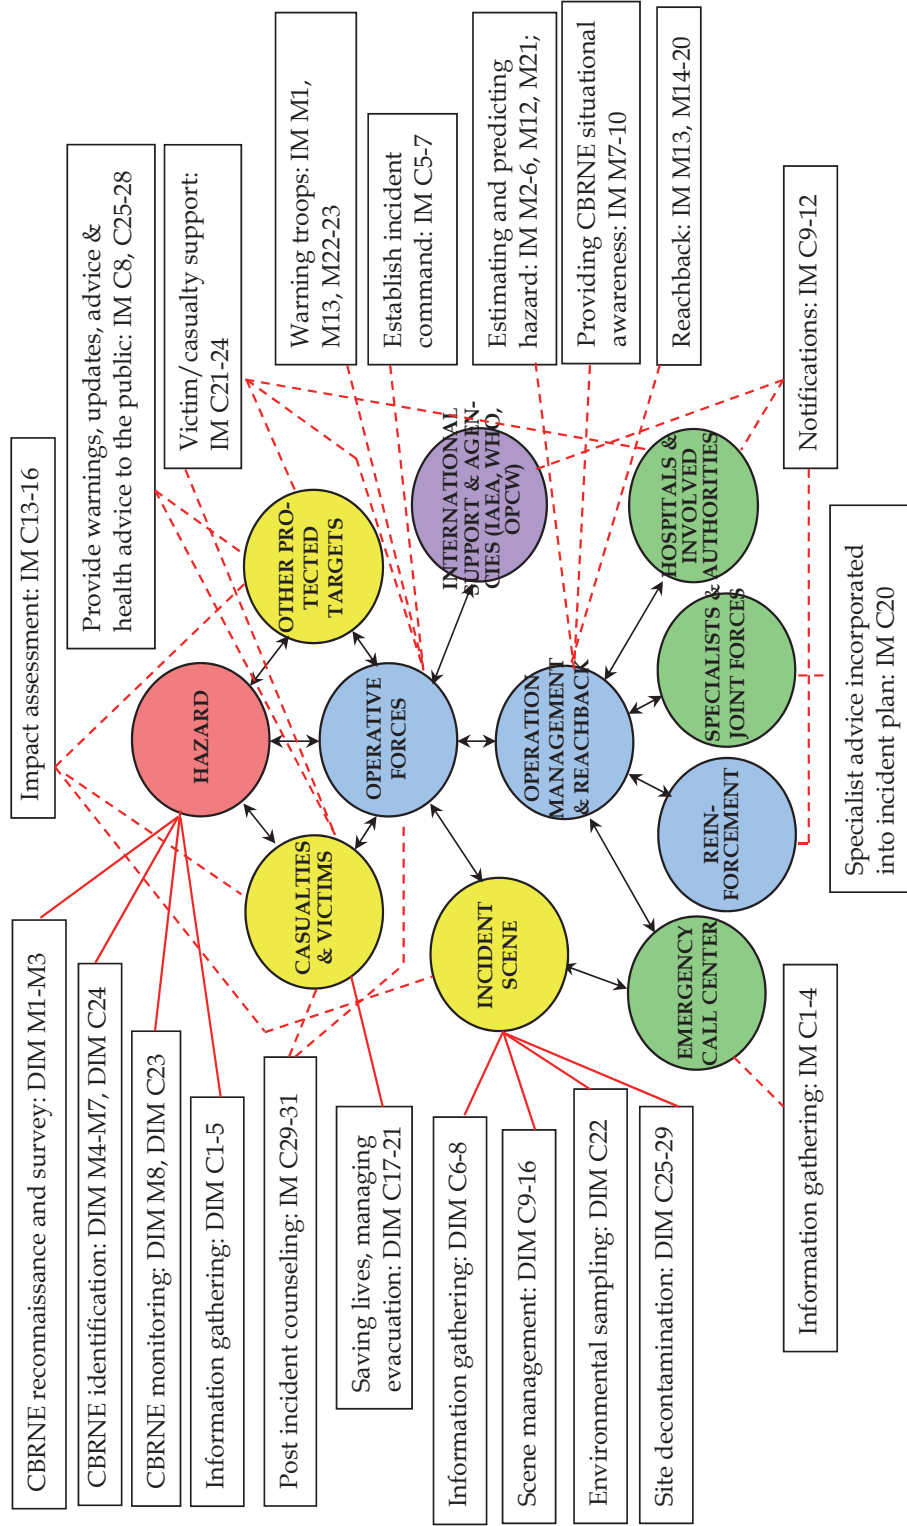 CBRNE reconnaissance and survey: DIM M1-M3
CBRNE identification: DIM M4-M7, DIM C24
CBRNE monitoring: DIM M8, DIM C23
Information gathering: DIM C1-5
Post incident counseling: IM C29-31
Saving lives, managing
evacuation: DIM C17-21
Information gathering: DIM C6-8
Scene management: DIM C9-16
Environmental sampling: DIM C22
Site decontamination: DIM C25-29
Information gathering: IM C1-4
Impact assessment: IM C13-16
HAZARD
CASUALTIES
& VICTIMS
OTHER PRO-
TECTED
TARGETS
OPERATIVE
FORCES
INCIDENT
SCENE
INTERNATIONAL
SUPPORT & AGEN-
CIES (IAEA, WHO,
OPCW)
OPERATION
MANAGEMENT
& REACHBACK
EMERGENCY
CALL CENTER
REIN-
FORCEMENT
SPECIALISTS &
JOINT FORCES
HOSPITALS &
INVOLVED
AUTHORITIES
Provide warnings, updates, advice &
health advice to the public: IM C8, C25-28
Victim/casualty support:
IM C21-24
Warning troops: IM M1,
M13, M22-23
Establish incident
command: IM C5-7
Estimating and predicting
hazard: IM M2-6, M12, M21;
Providing CBRNE situational
awareness: IM M7-10
Reachback: IM M13, M14-20
Notifications: IM C9-12
Specialist advice incorporated
into incident plan: IM C20